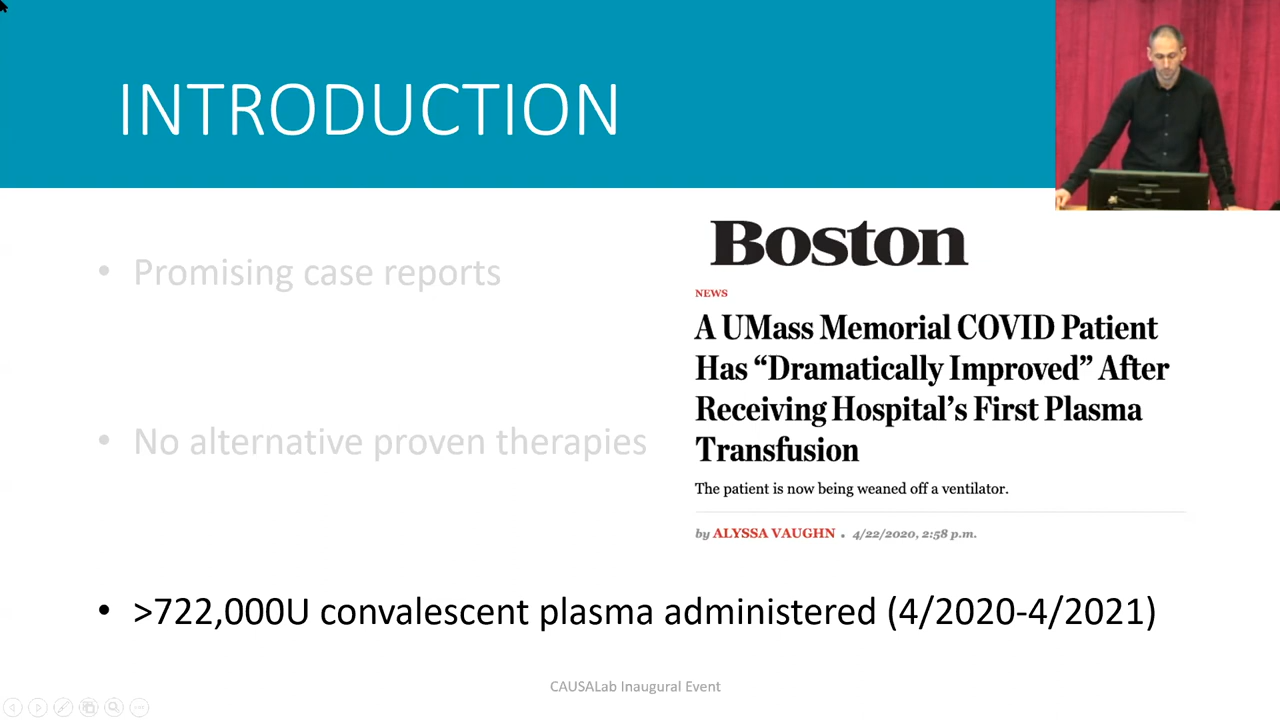 INTRODUCTION
• Promising case reports
• No alternative proven therapies
Boston
NEWS
A UMass Memorial COVID Patient
Has “Dramatically Improved” After
Receiving Hospital’s First Plasma
Transfusion
The patient is now being weaned off a ventilator.
by ALYSSA VAUGHN • 4/22/2020, 2:58 p.m.
• >722,000U convalescent plasma administered (4/2020-4/2021)
CAUSALab Inaugural Event